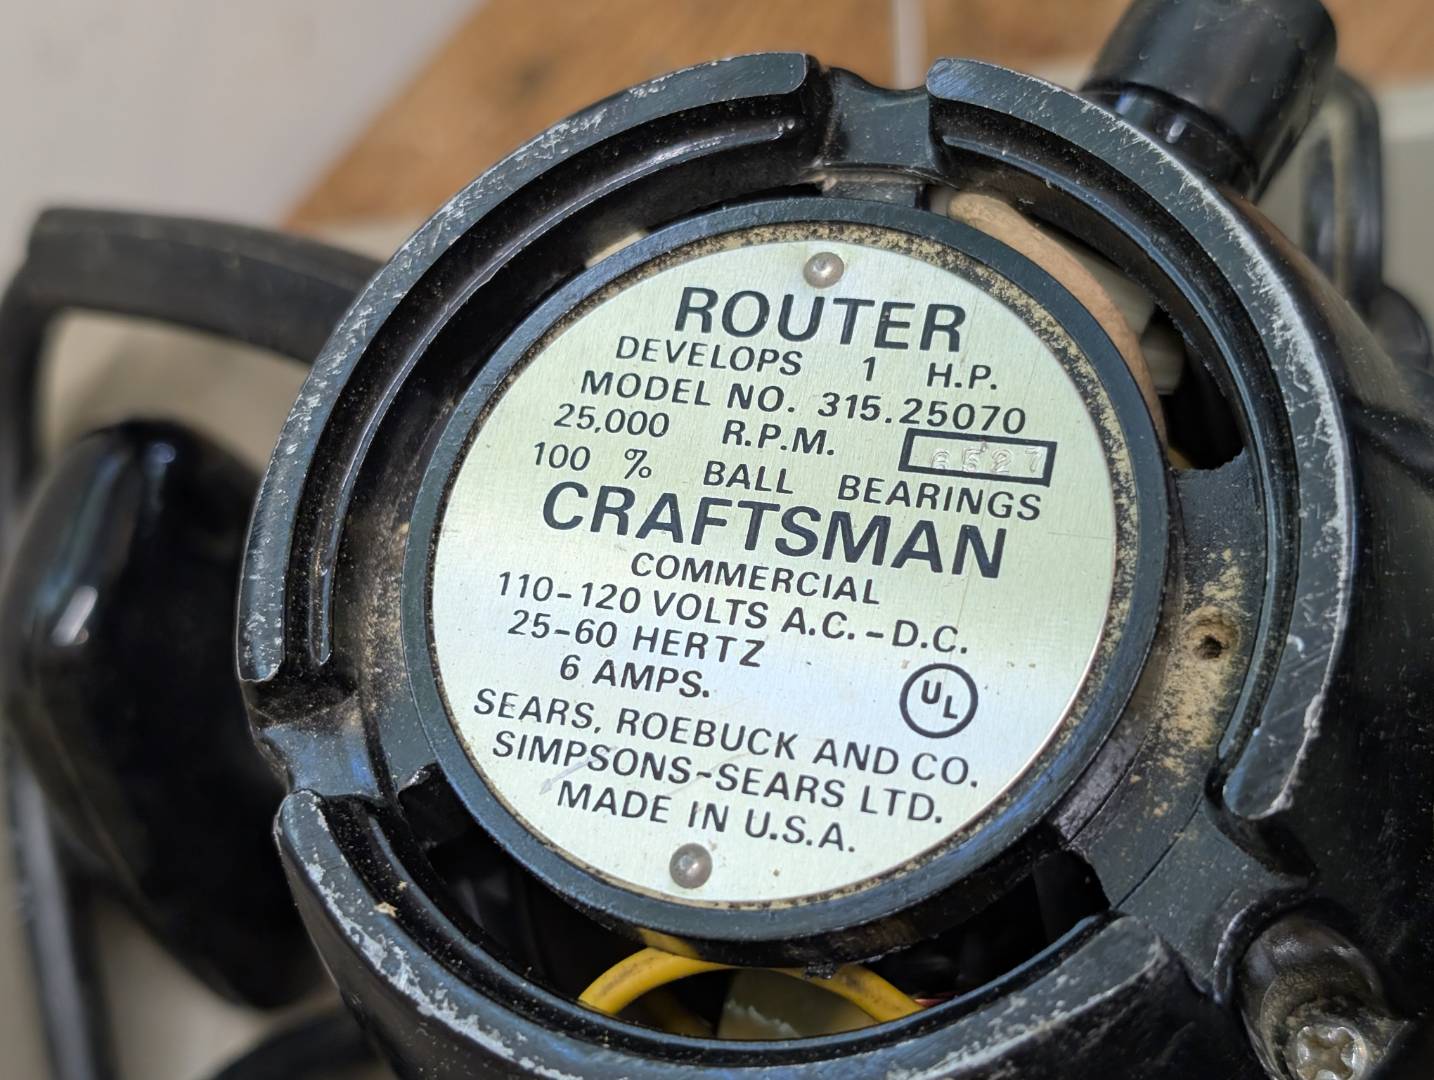 ROUTER
DEVELOPS 1 H.P.
MODEL NO. 315.25070
25,000 R.P.M.
100 % BALL BEARINGS
CRAFTSMAN
COMMERCIAL
110-120 VOLTS A.C.-D.C.
25-60 HERTZ
6 AMPS.
UL
SEARS, ROEBUCK AND CO.
SIMPSONS-SEARS LTD.
MADE IN U.S.A.